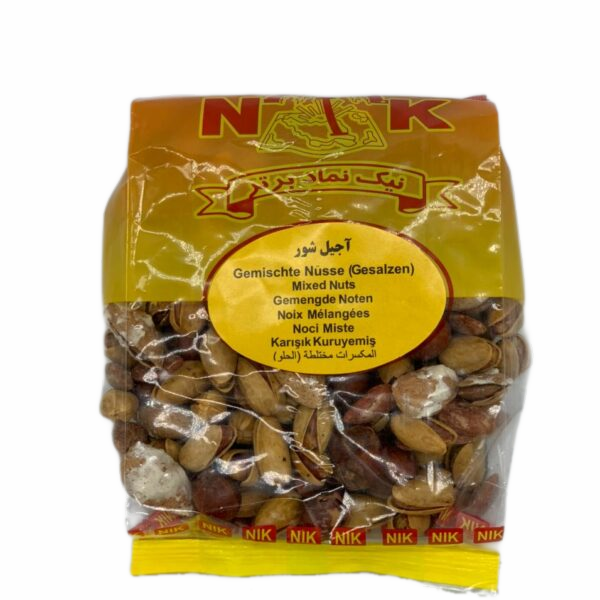 NIK
نیک نماد برتر
آجیل شور
Gemischte Nüsse (Gesalzen)
Mixed Nuts
Gemengde Noten
Noix Mélangées
Noci Miste
Karışık Kuruyemiş
المكسرات مختلطة (الحلو)
NIK NIK NIK NIK NIK NIK NIK NIK